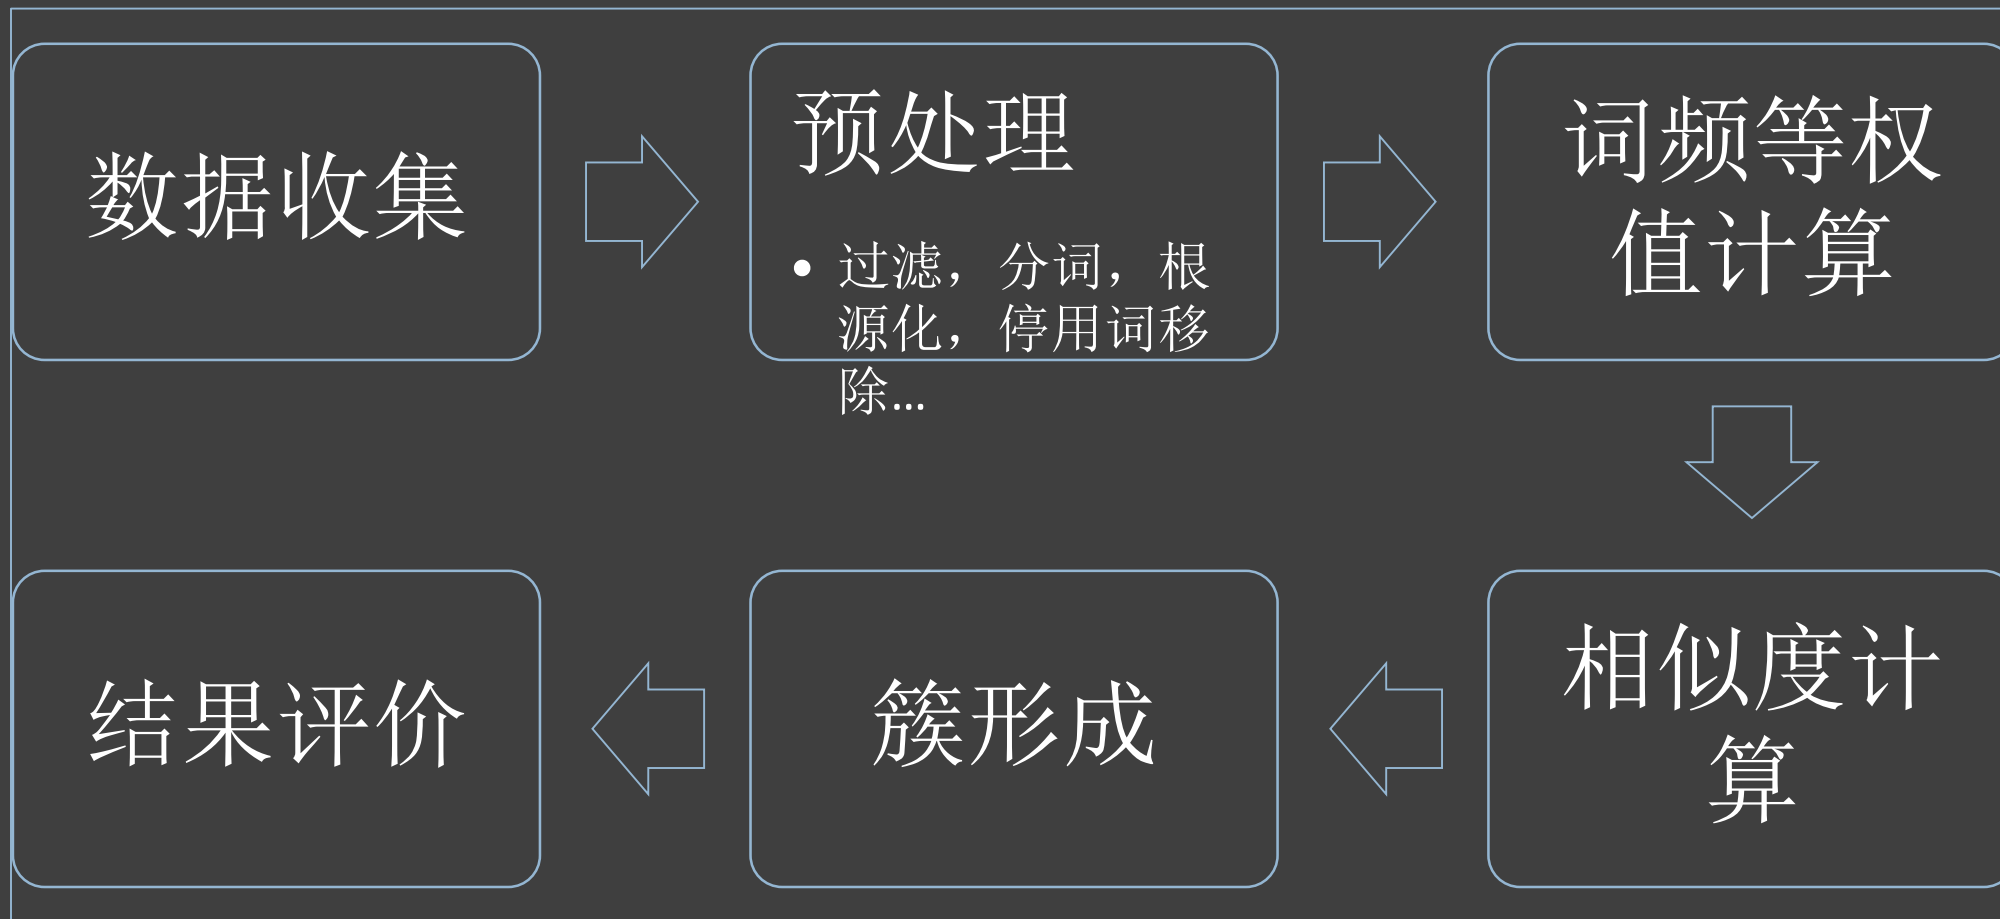 数据收集
预处理
• 过滤，分词，根
源化，停用词移
除...
词频等权
值计算
相似度计
算
簇形成
结果评价